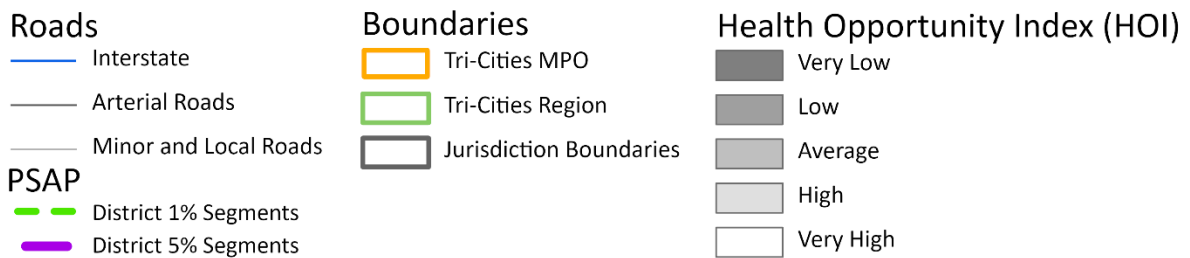 Roads
Interstate
Arterial Roads
Minor and Local Roads
PSAP
District 1% Segments
District 5% Segments
Boundaries
Tri-Cities MPO
Tri-Cities Region
Jurisdiction Boundaries
Health Opportunity Index (HOI)
Very Low
Low
Average
High
Very High